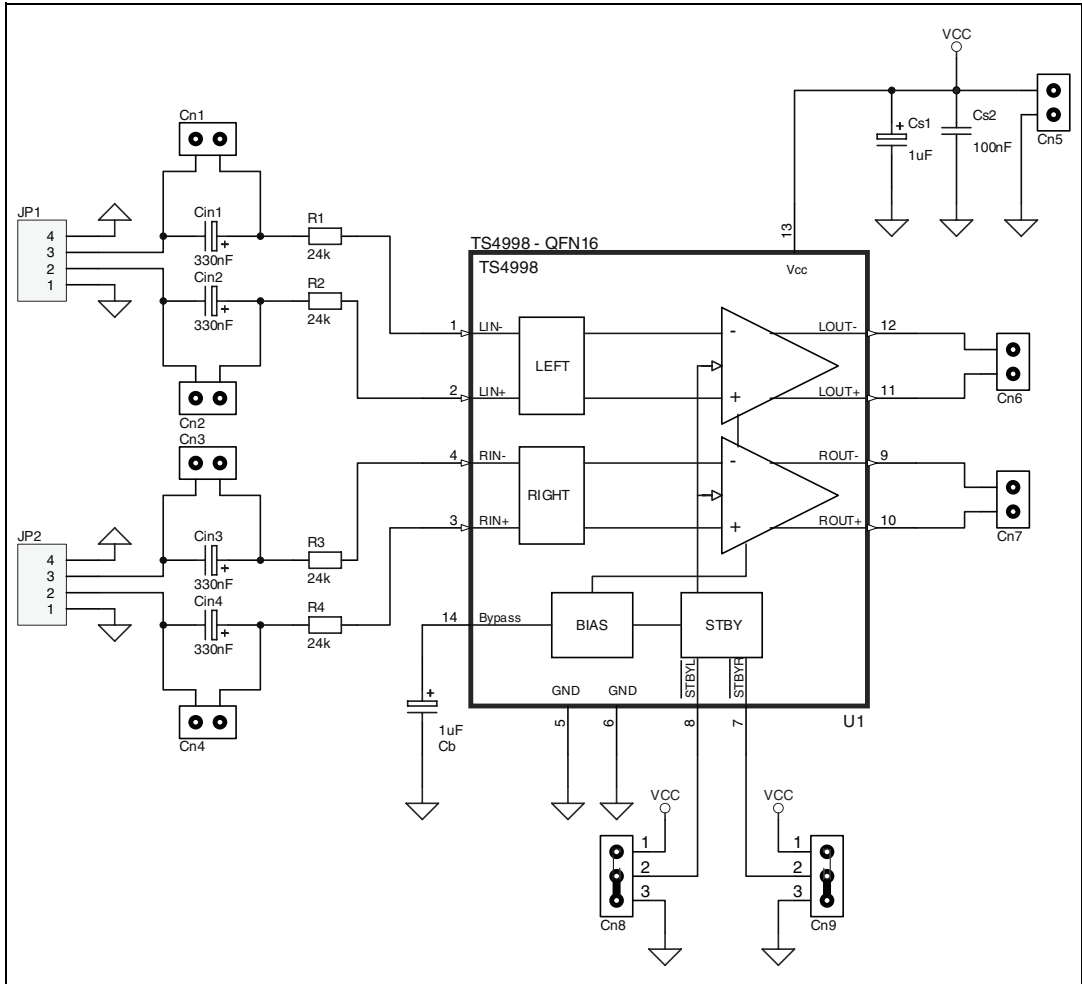 VCC
Cn1
Cs1
1uF
Cs2
100nF
Cn5
JP1
4
3
2
1
Cin1
330nF
R1
24k
Cin2
330nF
R2
24k
Cn2
13
TS4998 - QFN16
TS4998
Vcc
1
LIN-
LEFT
-
+
LOUT-
12
2
LIN+
LOUT+
11
Cn6
Cn3
4
RIN-
RIGHT
-
+
ROUT-
9
3
RIN+
ROUT+
10
Cn7
JP2
4
3
2
1
Cin3
330nF
R3
24k
Cin4
330nF
R4
24k
Cn4
14
Bypass
BIAS
STBY
STBYL
STBYR
+
1uF
Cb
GND
GND
5
6
8
7
U1
VCC
VCC
1
2
3
Cn8
1
2
3
Cn9